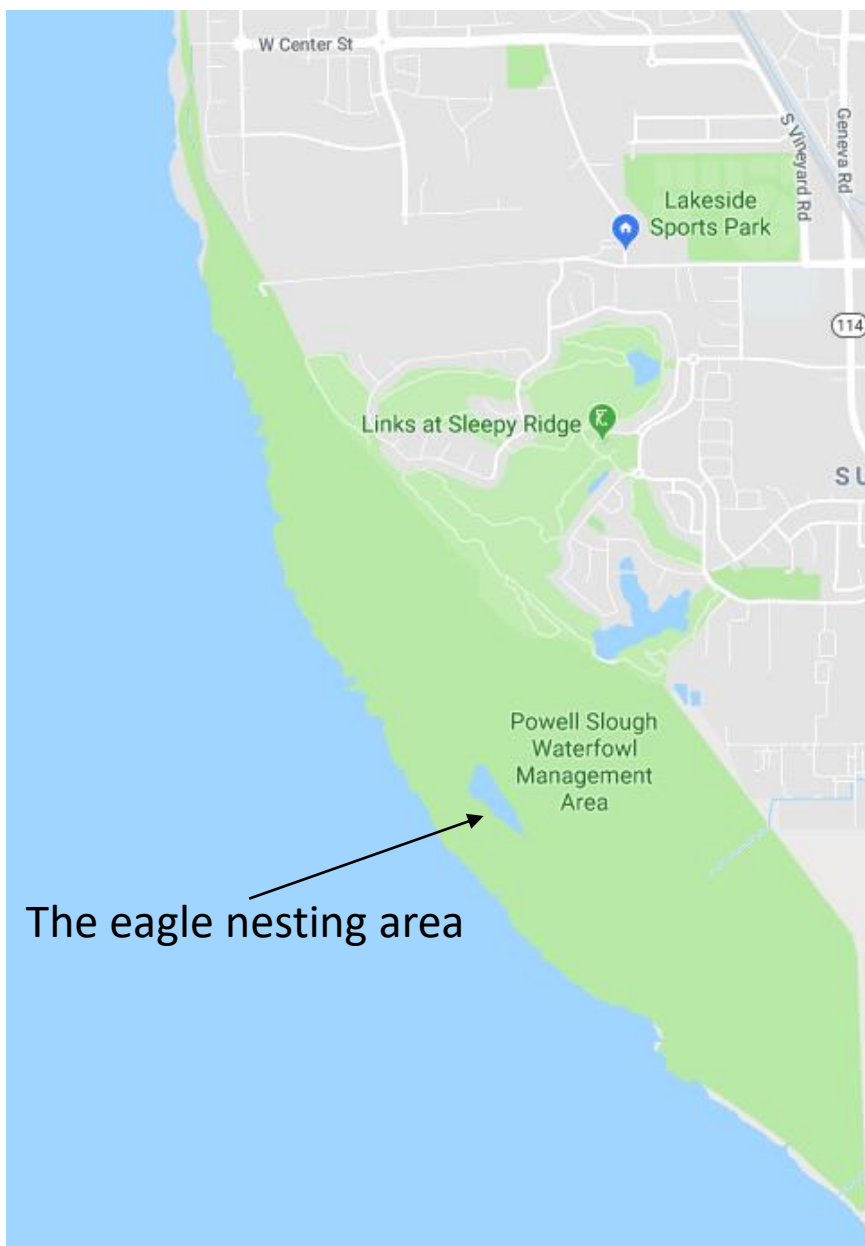 W Center St
S Vineyard Rd
Geneva Rd
Lakeside
Sports Park
114
Links at Sleepy Ridge
SU
Powell Slough
Waterfowl
Management
Area
The eagle nesting area